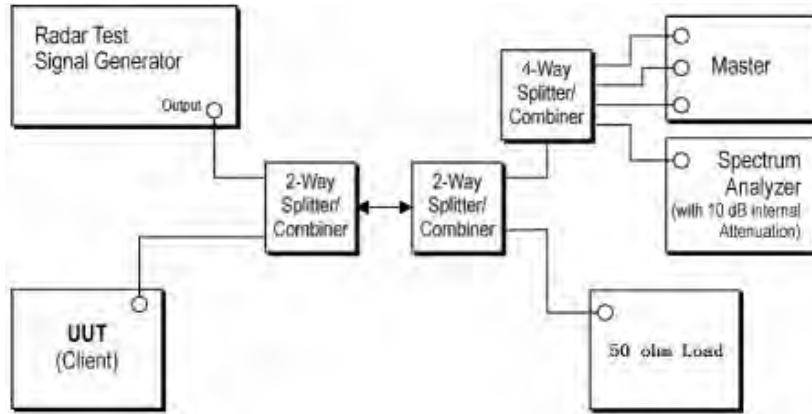 Radar Test
Signal Generator
Output
4-Way
Splitter/
Combiner
Master
2-Way
Splitter/
Combiner
2-Way
Splitter/
Combiner
Spectrum
Analyzer
(with 10 dB internal
Attenuation)
UUT
(Client)
50 ohm Load